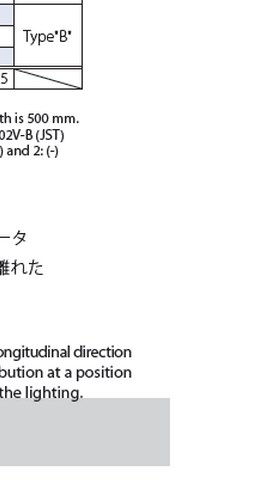 Type"B"
5
th is 500 mm.
02V-B (JST)
) and 2: (-)
ータ
離れた
ongitudinal direction
bution at a position
the lighting.